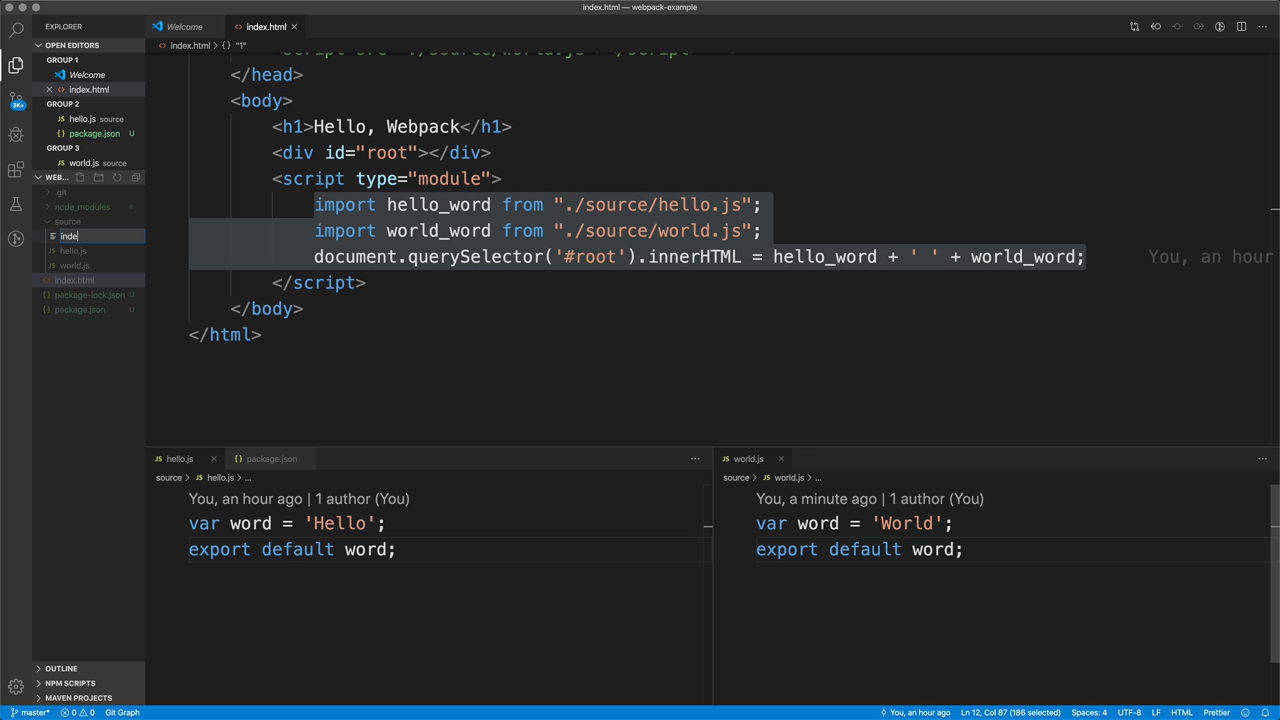 index.html — webpack-example
EXPLORER
OPEN EDITORS
GROUP 1
Welcome
index.html
GROUP 2
hello.js source
package.json U
GROUP 3
world.js source
WEB...
.git
node_modules
source
inde
hello.js
world.js
index.html
package-lock.json U
package.json U
OUTLINE
NPM SCRIPTS
MAVEN PROJECTS
3K+
Welcome
index.html
index.html > {} "1"
</head>
<body>
<h1>Hello, Webpack</h1>
<div id="root"></div>
<script type="module">
import hello_word from "./source/hello.js";
import world_word from "./source/world.js";
document.querySelector('#root').innerHTML = hello_word + ' ' + world_word; You, an hour
</script>
</body>
</html>
JS hello.js
{} package.json
source > JS hello.js > ...
You, an hour ago | 1 author (You)
var word = 'Hello';
export default word;
JS world.js
source > JS world.js > ...
You, a minute ago | 1 author (You)
var word = 'World';
export default word;
master* 0 0 Git Graph
You, an hour ago Ln 12, Col 87 (186 selected) Spaces: 4 UTF-8 LF HTML Prettier